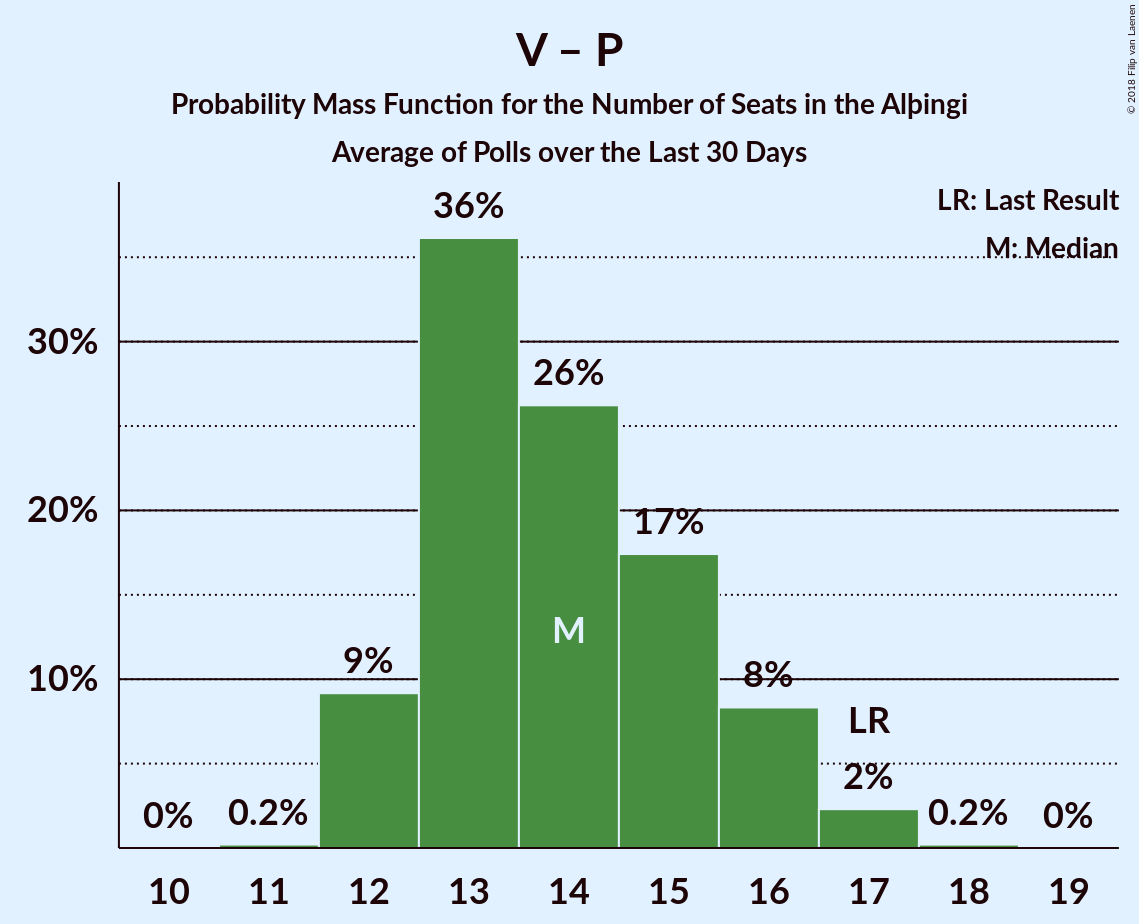 V – P
Probability Mass Function for the Number of Seats in the Alþingi
Average of Polls over the Last 30 Days
© 2018 Filip van Laenen
LR: Last Result
M: Median
36%
30%
26%
20%
17%
M
9%
10%
8%
LR
2%
0%
0.2%
0.2%
0%
10 11 12 13 14 15 16 17 18 19